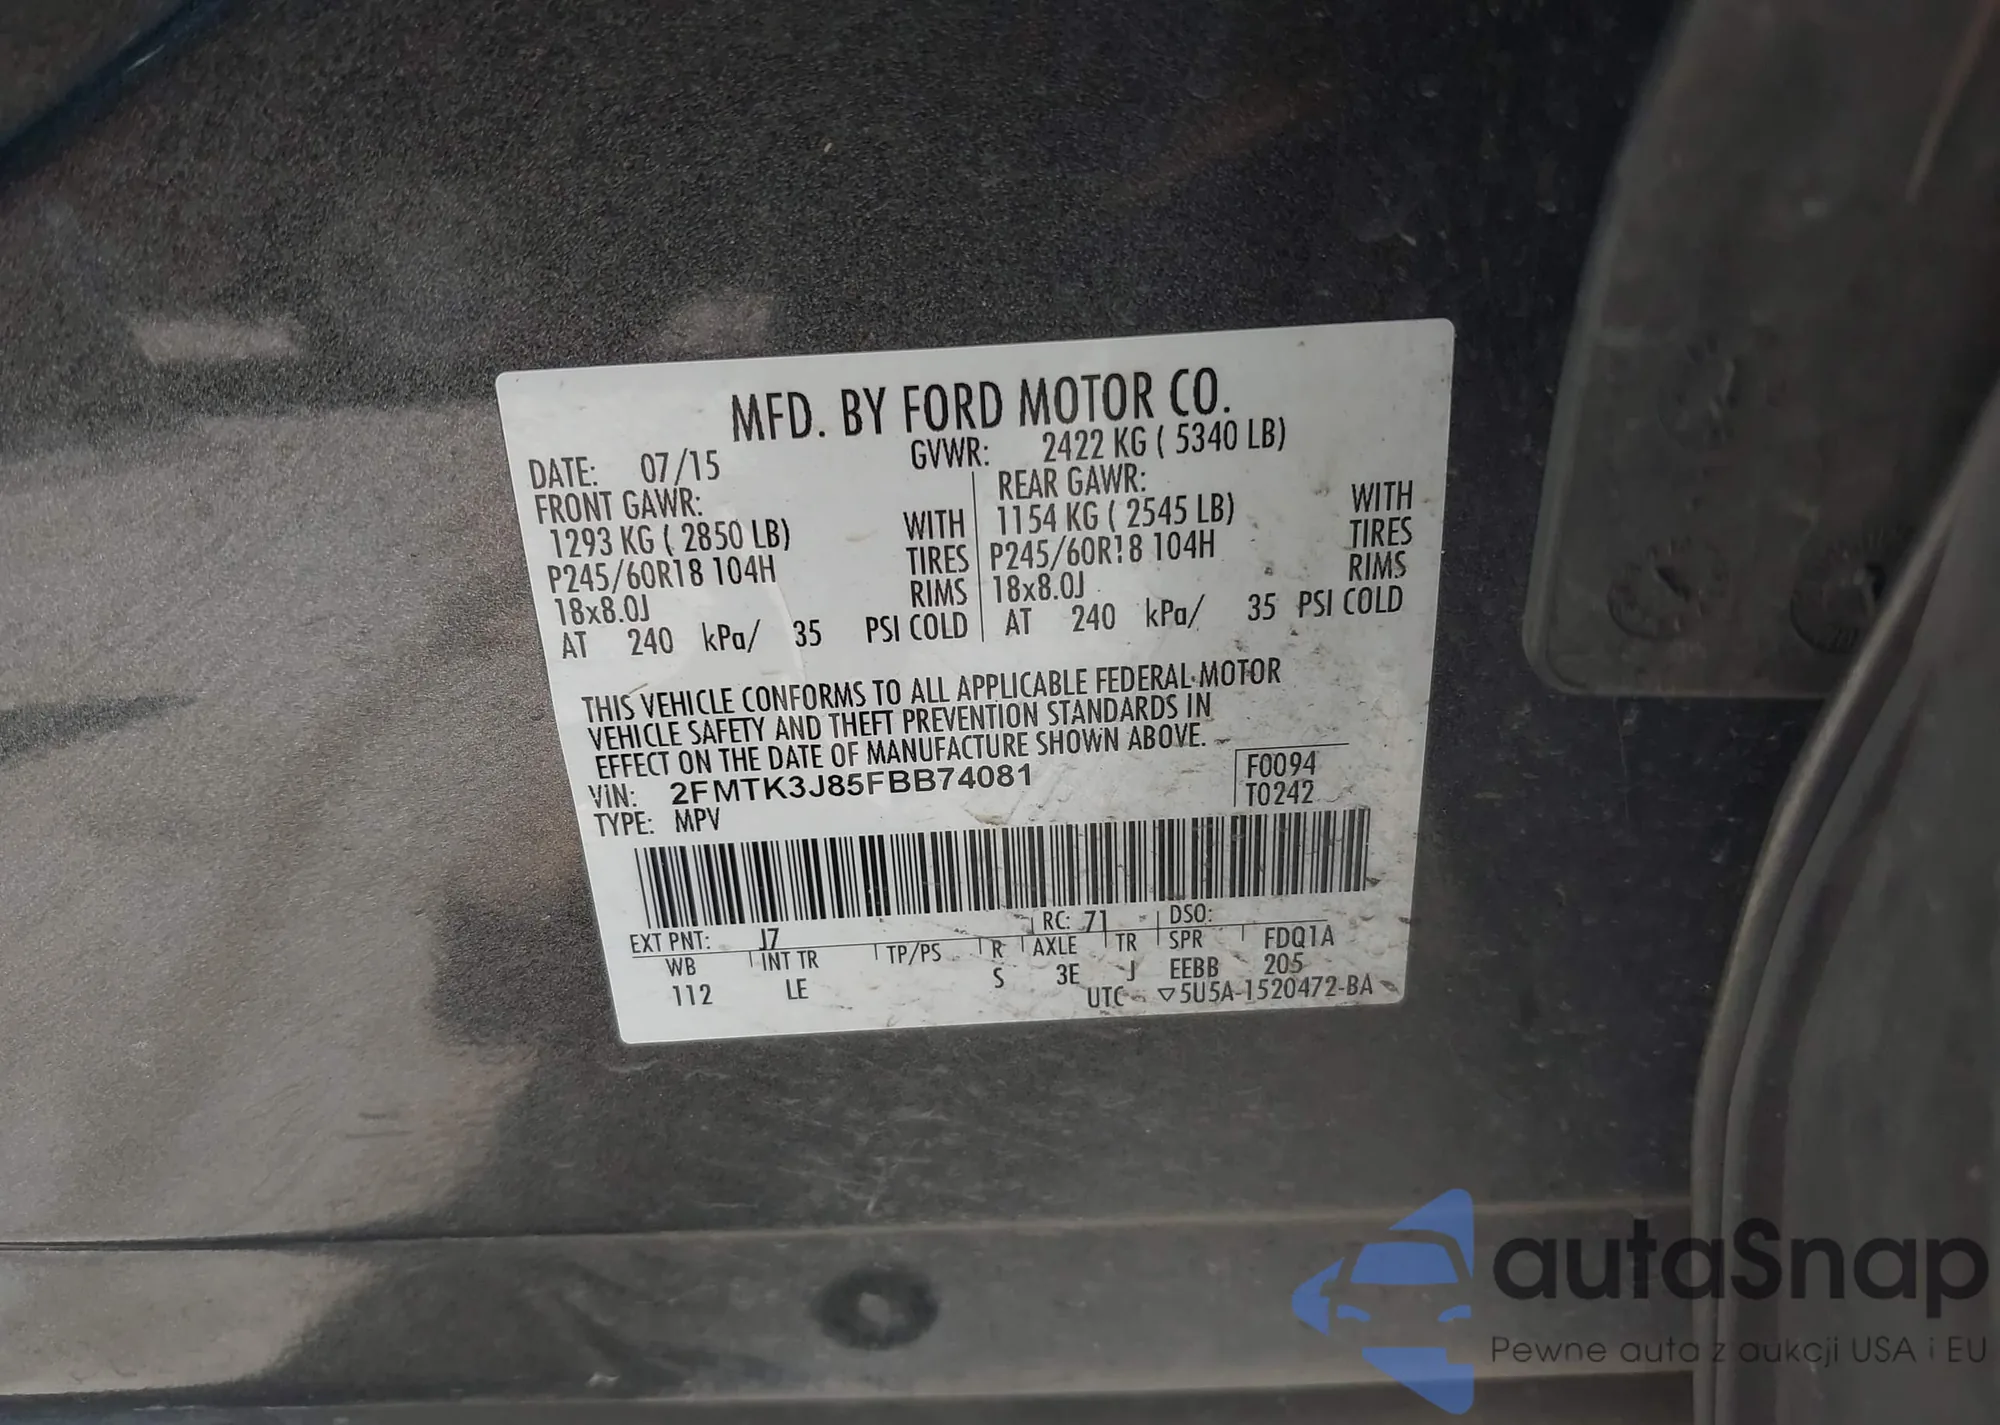 MFD. BY FORD MOTOR CO.
DATE: 07/15 GVWR: 2422 KG ( 5340 LB)
FRONT GAWR: REAR GAWR:
1293 KG ( 2850 LB) WITH 1154 KG ( 2545 LB) WITH
P245/60R18 104H TIRES P245/60R18 104H TIRES
18x8.0J RIMS 18x8.0J RIMS
AT 240 kPa/ 35 PSI COLD AT 240 kPa/ 35 PSI COLD
THIS VEHICLE CONFORMS TO ALL APPLICABLE FEDERAL MOTOR
VEHICLE SAFETY AND THEFT PREVENTION STANDARDS IN
EFFECT ON THE DATE OF MANUFACTURE SHOWN ABOVE.
VIN: 2FMTK3J85FBB74081 F0094
TYPE: MPV T0242
EXT PNT: J7 RC: 71 DSO:
WB INT TR TP/PS R AXLE TR SPR FDQ1A
112 LE S 3E J EEBB 205
UTC ▽5U5A-1520472-BA
autaSnap
Pewne auta z aukcji USA i EU